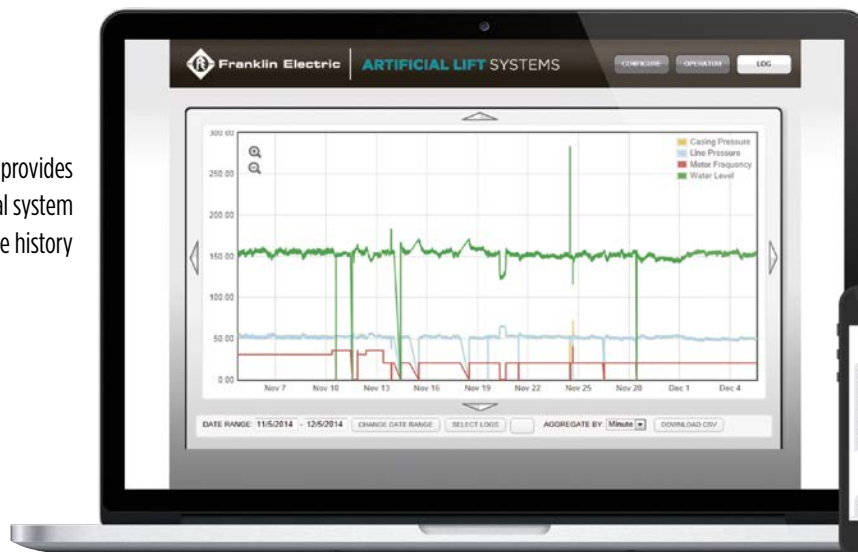 provides
al system
e history
Franklin Electric
ARTIFICIAL LIFT SYSTEMS
CONFIGURE
OPERATOR
LOG
300.00
250.00
200.00
150.00
100.00
50.00
0.00
Casing Pressure
Line Pressure
Motor Frequency
Water Level
Nov 7 Nov 10 Nov 13 Nov 16 Nov 19 Nov 22 Nov 25 Nov 28 Dec 1 Dec 4
DATE RANGE: 11/5/2014 - 12/5/2014 CHANGE DATE RANGE SELECT LOGS AGGREGATE BY: Minute DOWNLOAD CSV